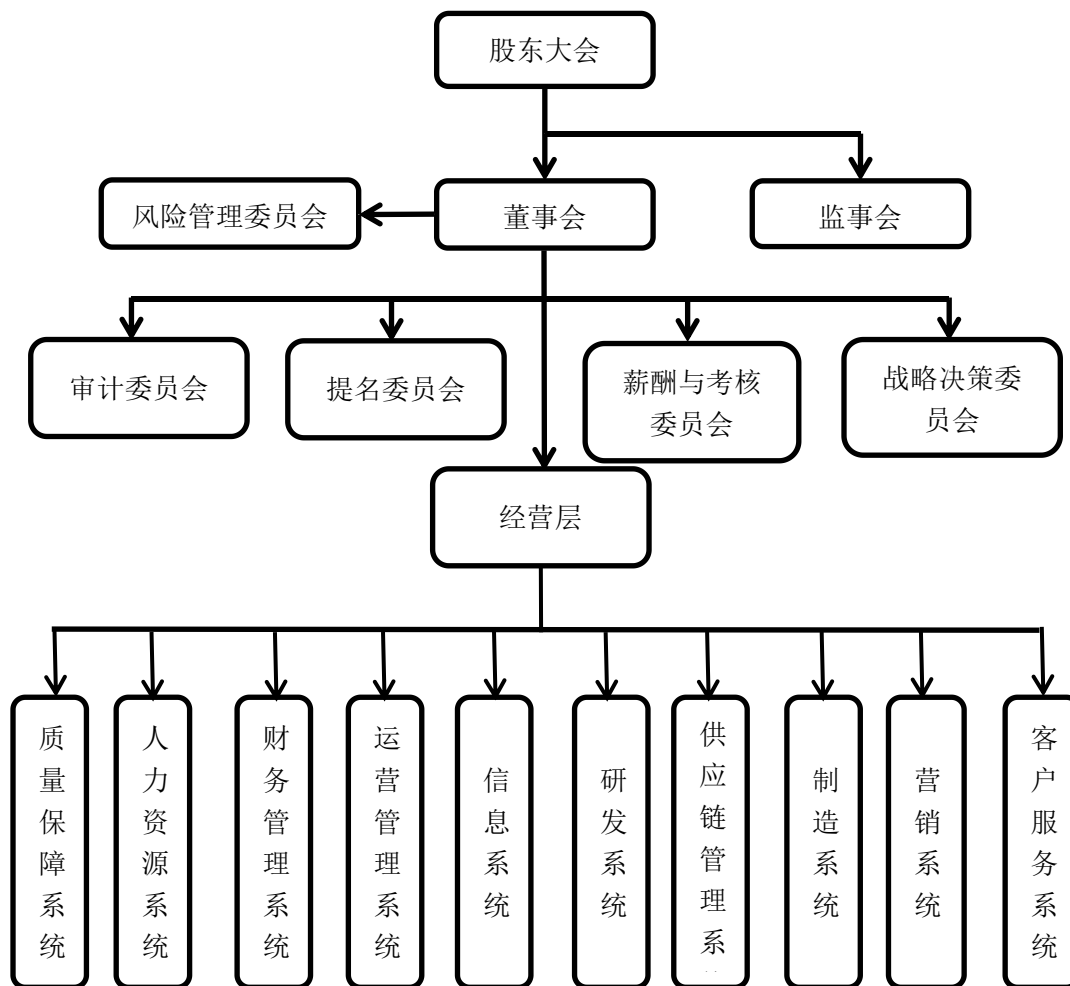 股东大会
风险管理委员会
董事会
监事会
审计委员会
提名委员会
薪酬与考核
委员会
战略决策委
员会
经营层
质量保障系统
人力资源系统
财务管理系统
运营管理系统
信息系统
研发系统
供应链管理系
制造系统
营销系统
客户服务系统